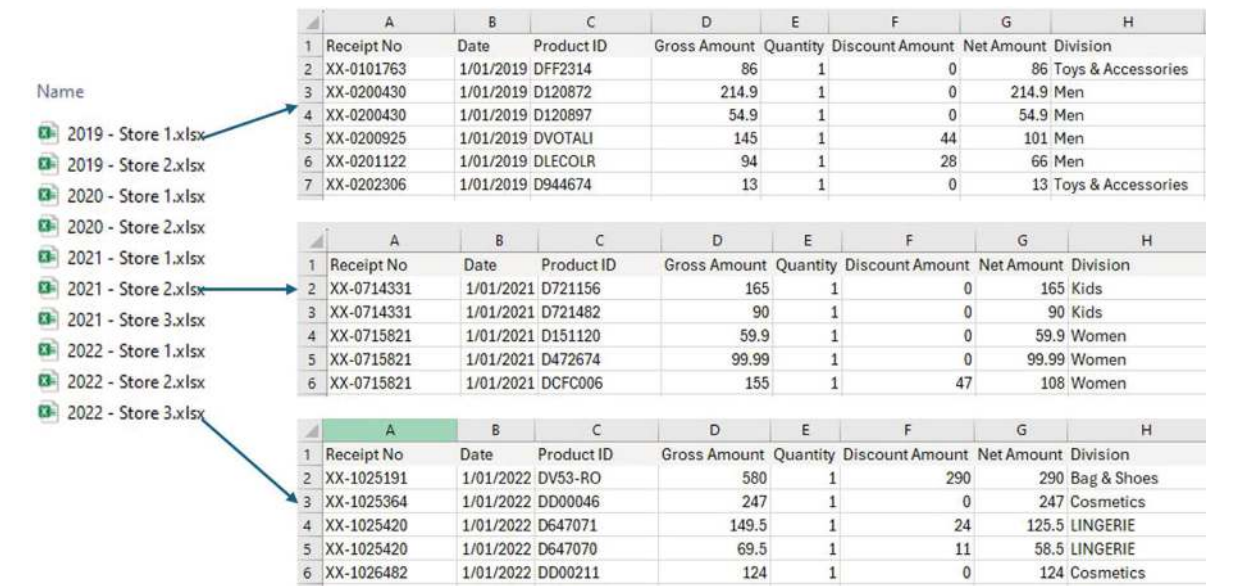 Name
2019 - Store 1.xlsx
2019 - Store 2.xlsx
2020 - Store 1.xlsx
2020 - Store 2.xlsx
2021 - Store 1.xlsx
2021 - Store 2.xlsx
2021 - Store 3.xlsx
2022 - Store 1.xlsx
2022 - Store 2.xlsx
2022 - Store 3.xlsx
A B C D E F G H
1 Receipt No Date Product ID Gross Amount Quantity Discount Amount Net Amount Division
2 XX-0101763 1/01/2019 DFF2314 86 1 0 86 Toys & Accessories
3 XX-0200430 1/01/2019 D120872 214.9 1 0 214.9 Men
4 XX-0200430 1/01/2019 D120897 54.9 1 0 54.9 Men
5 XX-0200925 1/01/2019 DVOTALI 145 1 44 101 Men
6 XX-0201122 1/01/2019 DLECOLR 94 1 28 66 Men
7 XX-0202306 1/01/2019 D944674 13 1 0 13 Toys & Accessories
A B C D E F G H
1 Receipt No Date Product ID Gross Amount Quantity Discount Amount Net Amount Division
2 XX-0714331 1/01/2021 D721156 165 1 0 165 Kids
3 XX-0714331 1/01/2021 D721482 90 1 0 90 Kids
4 XX-0715821 1/01/2021 D151120 59.9 1 0 59.9 Women
5 XX-0715821 1/01/2021 D472674 99.99 1 0 99.99 Women
6 XX-0715821 1/01/2021 DCFC006 155 1 47 108 Women
A B C D E F G H
1 Receipt No Date Product ID Gross Amount Quantity Discount Amount Net Amount Division
2 XX-1025191 1/01/2022 DV53-RO 580 1 290 290 Bag & Shoes
3 XX-1025364 1/01/2022 DD00046 247 1 0 247 Cosmetics
4 XX-1025420 1/01/2022 D647071 149.5 1 24 125.5 LINGERIE
5 XX-1025420 1/01/2022 D647070 69.5 1 11 58.5 LINGERIE
6 XX-1026482 1/01/2022 DD00211 124 1 0 124 Cosmetics